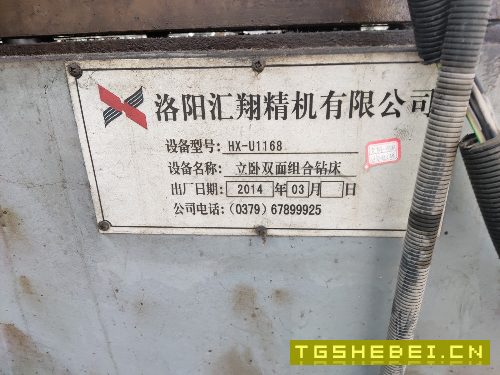 洛阳汇翔精机有限公司
设备型号: HX-U1168
设备名称: 立卧双面组合钻床
出厂日期: 2014 年 03 月 日
公司电话: (0379) 67899925
TGSHEBEI.CN